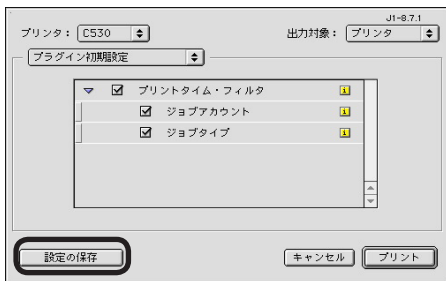 J1-8.7.1
プリンタ： C530 出力対象： プリンタ
プラグイン初期設定
プリントタイム・フィルタ
ジョブアカウント
ジョブタイプ
設定の保存 キャンセル プリント